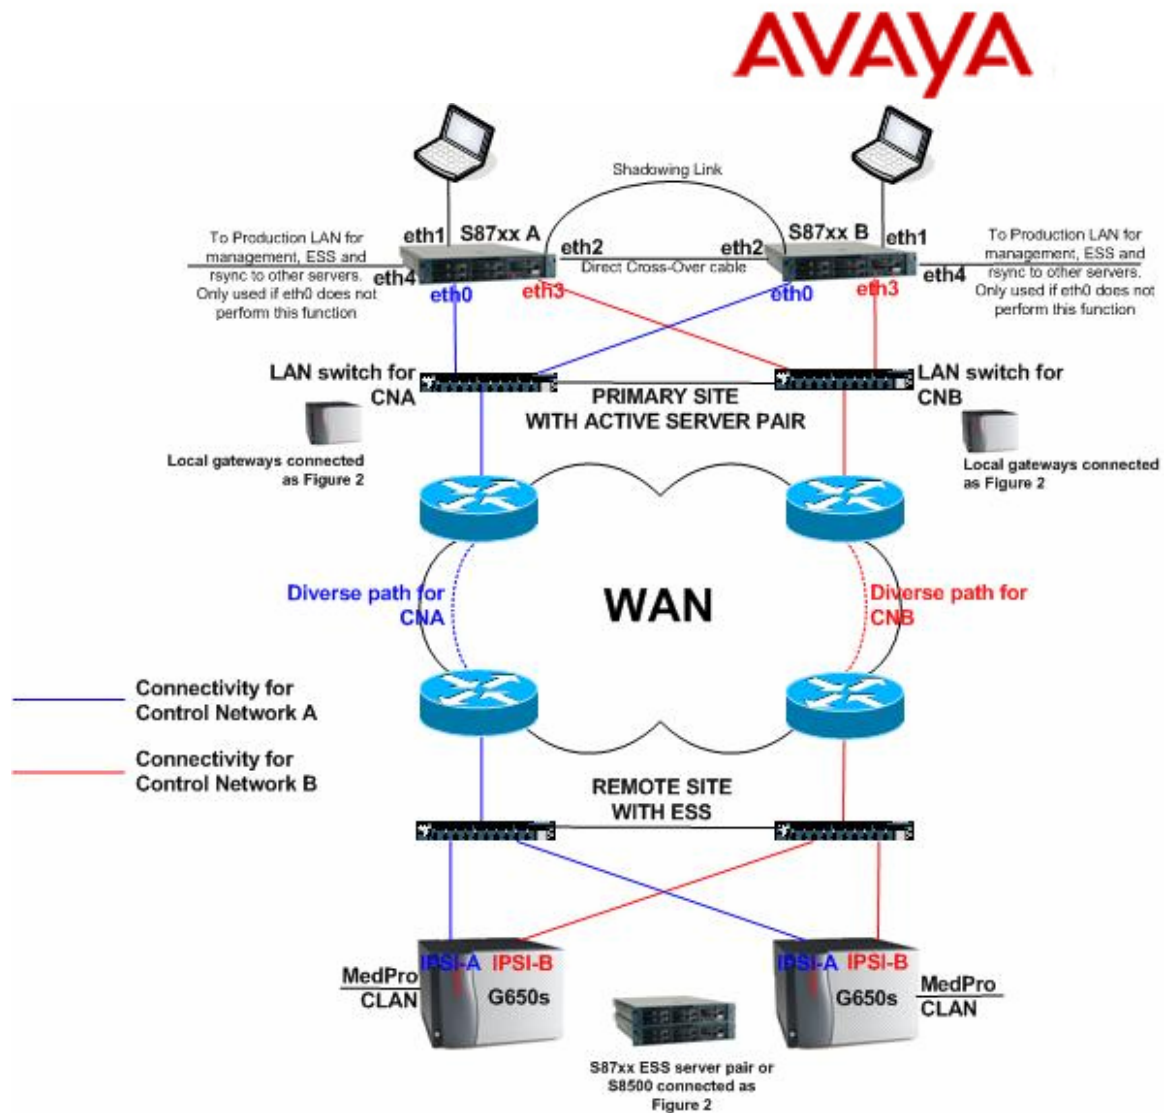 AVAYA
Shadowing Link
S87xx A
S87xx B
eth1
eth2
eth2
eth1
To Production LAN for
management, ESS and
rsync to other servers.
Only used if eth0 does not
perform this function
eth4
eth0
eth3
Direct Cross-Over cable
eth0
eth3
eth4
To Production LAN for
management, ESS and
rsync to other servers.
Only used if eth0 does not
perform this function
LAN switch for
CNA
PRIMARY SITE
WITH ACTIVE SERVER PAIR
LAN switch for
CNB
Local gateways connected
as Figure 2
Local gateways connected
as Figure 2
Diverse path for
CNA
WAN
Diverse path for
CNB
Connectivity for
Control Network A
Connectivity for
Control Network B
REMOTE SITE
WITH ESS
IPSI-A IPSI-B
MedPro
CLAN
G650s
IPSI-A IPSI-B
G650s
MedPro
CLAN
S87xx ESS server pair or
S8500 connected as
Figure 2